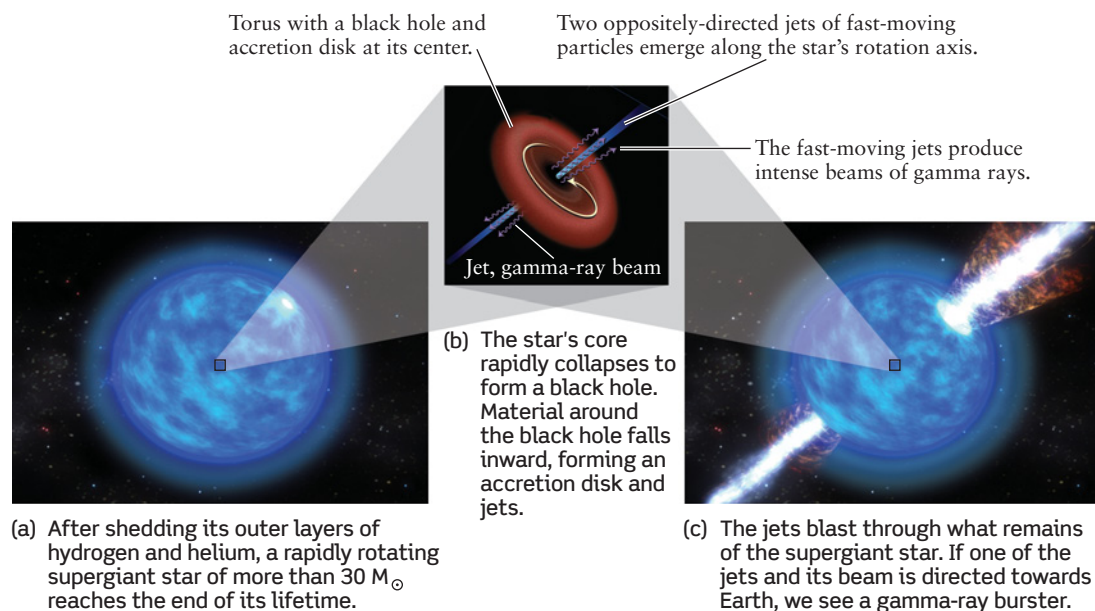 Torus with a black hole and
accretion disk at its center.
Two oppositely-directed jets of fast-moving
particles emerge along the star’s rotation axis.
The fast-moving jets produce
intense beams of gamma rays.
Jet, gamma-ray beam
(a) After shedding its outer layers of
hydrogen and helium, a rapidly rotating
supergiant star of more than 30 M☉
reaches the end of its lifetime.
(b) The star's core
rapidly collapses to
form a black hole.
Material around
the black hole falls
inward, forming an
accretion disk and
jets.
(c) The jets blast through what remains
of the supergiant star. If one of the
jets and its beam is directed towards
Earth, we see a gamma-ray burster.